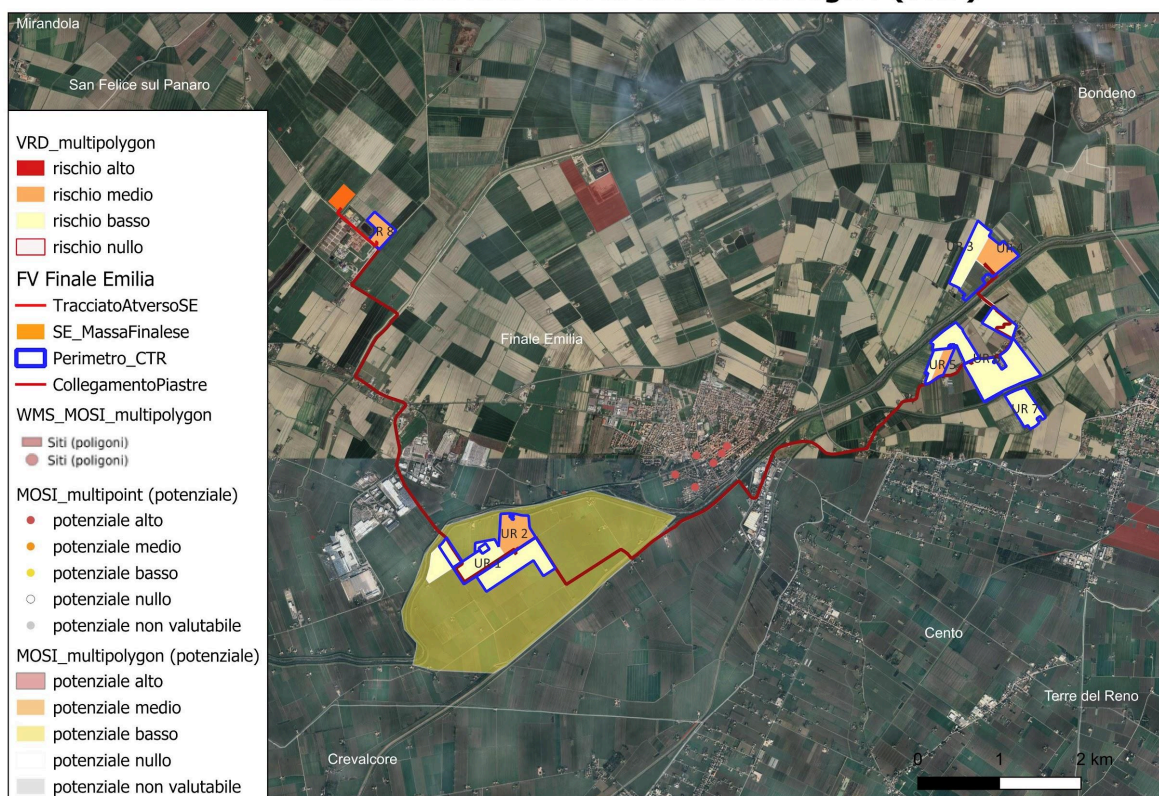 Mirandola
San Felice sul Panaro
Bondeno
VRD_multipolygon
rischio alto
rischio medio
rischio basso
rischio nullo
FV Finale Emilia
TracciatoAtversoSE
SE_MassaFinalese
Perimetro_CTR
CollegamentoPiastre
WMS_MOSI_multipolygon
Siti (poligoni)
Siti (poligoni)
MOSI_multipoint (potenziale)
potenziale alto
potenziale medio
potenziale basso
potenziale nullo
potenziale non valutabile
MOSI_multipolygon (potenziale)
potenziale alto
potenziale medio
potenziale basso
potenziale nullo
potenziale non valutabile
UR 3
UR 4
Finale Emilia
UR 5
UR 7
UR 2
UR 1
Cento
Terre del Reno
Crevalcore
0 1 2 km